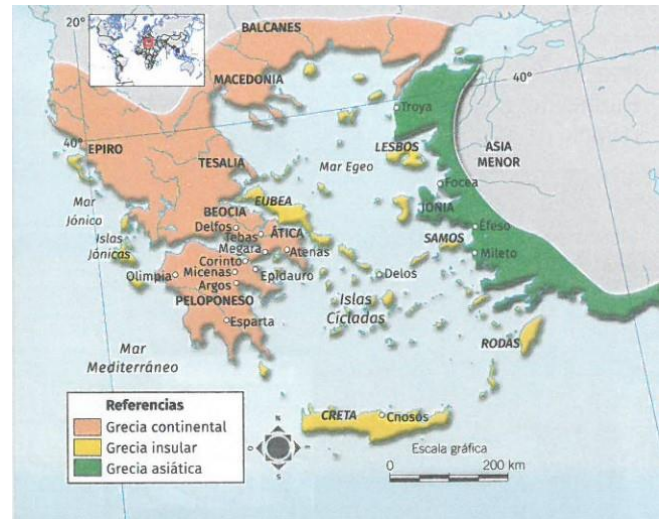 20°
BALCANES
MACEDONIA
40°
Troya
40°
EPIRO
TESALIA
LESBOS
ASIA
MENOR
Mar Egeo
Mar
Jónico
EUBEA
Focea
BEOCIA
JONIA
Delfos
Tebas
ÁTICA
Éfeso
Islas
Jónicas
Megara
Atenas
SAMOS
Mileto
Corinto
Olimpia
Micenas
Epidauro
Delos
Argos
PELOPONESO
Islas
Cícladas
Esparta
Mar
Mediterráneo
RODAS
Referencias
Grecia continental
Grecia insular
Grecia asiática
CRETA
Cnosos
Escala gráfica
0 200 km